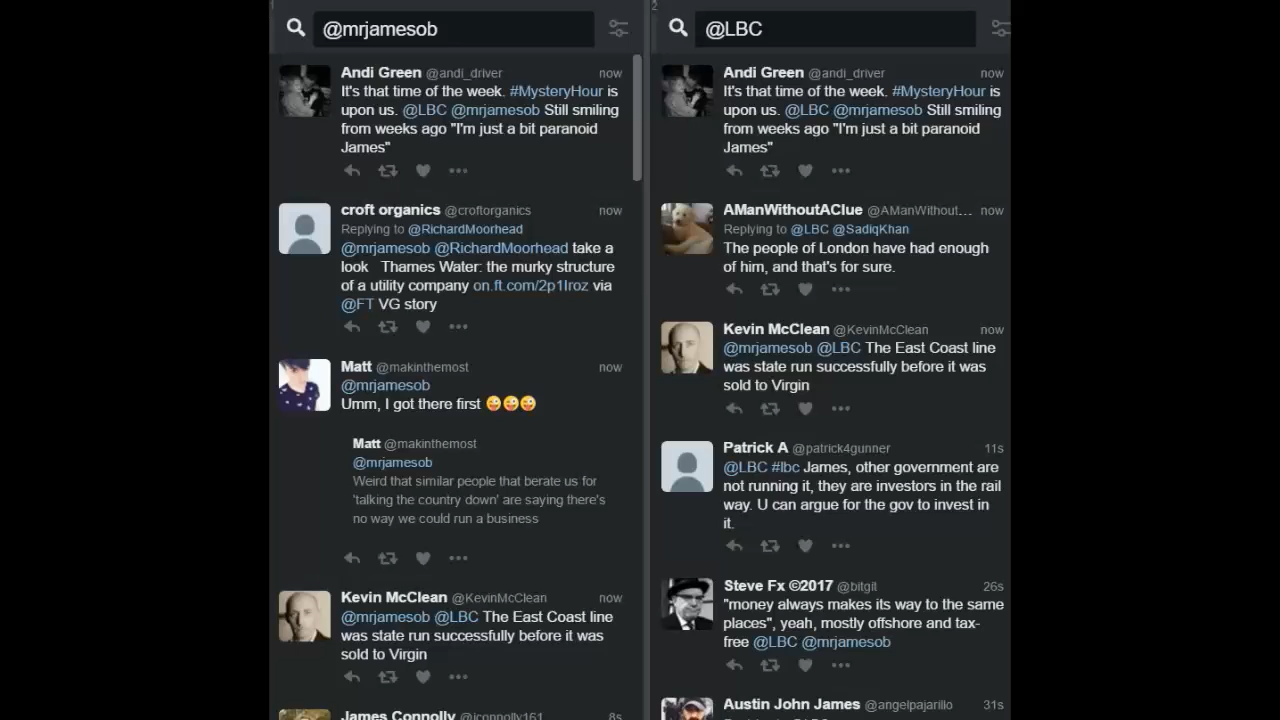 1
@mrjamesob
Andi Green @andi_driver now
It's that time of the week. #MysteryHour is
upon us. @LBC @mrjamesob Still smiling
from weeks ago "I'm just a bit paranoid
James"
croft organics @croftorganics now
Replying to @RichardMoorhead
@mrjamesob @RichardMoorhead take a
look Thames Water: the murky structure
of a utility company on.ft.com/2p1Iroz via
@FT VG story
Matt @makinthemost now
@mrjamesob
Umm, I got there first 😜😜😜
Matt @makinthemost
@mrjamesob
Weird that similar people that berate us for
'talking the country down' are saying there's
no way we could run a business
Kevin McClean @KevinMcClean now
@mrjamesob @LBC The East Coast line
was state run successfully before it was
sold to Virgin
James Connolly @jconnolly161 8s
2
@LBC
Andi Green @andi_driver now
It's that time of the week. #MysteryHour is
upon us. @LBC @mrjamesob Still smiling
from weeks ago "I'm just a bit paranoid
James"
AManWithoutAClue @AManWithout... now
Replying to @LBC @SadiqKhan
The people of London have had enough
of him, and that's for sure.
Kevin McClean @KevinMcClean now
@mrjamesob @LBC The East Coast line
was state run successfully before it was
sold to Virgin
Patrick A @patrick4gunner 11s
@LBC #lbc James, other government are
not running it, they are investors in the rail
way. U can argue for the gov to invest in
it.
Steve Fx ©2017 @bitgit 26s
"money always makes its way to the same
places", yeah, mostly offshore and tax-
free @LBC @mrjamesob
Austin John James @angelpajarillo 31s